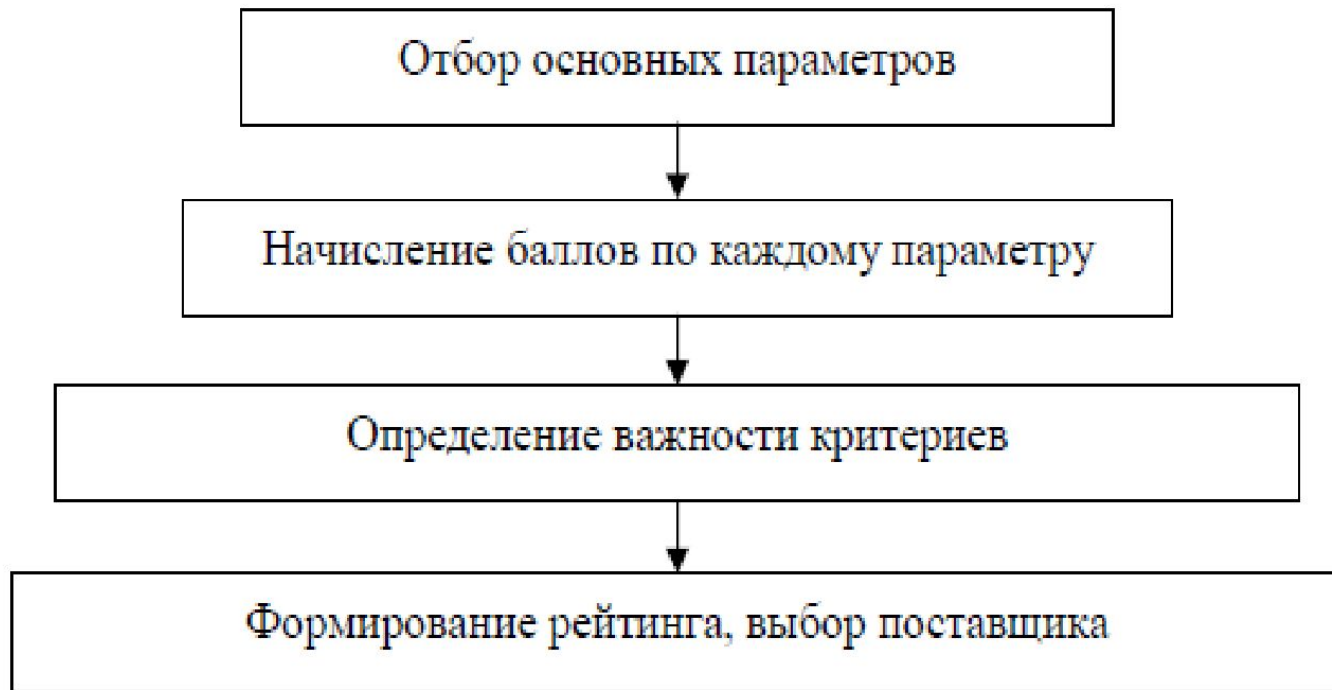 Отбор основных параметров
Начисление баллов по каждому параметру
Определение важности критериев
Формирование рейтинга, выбор поставщика